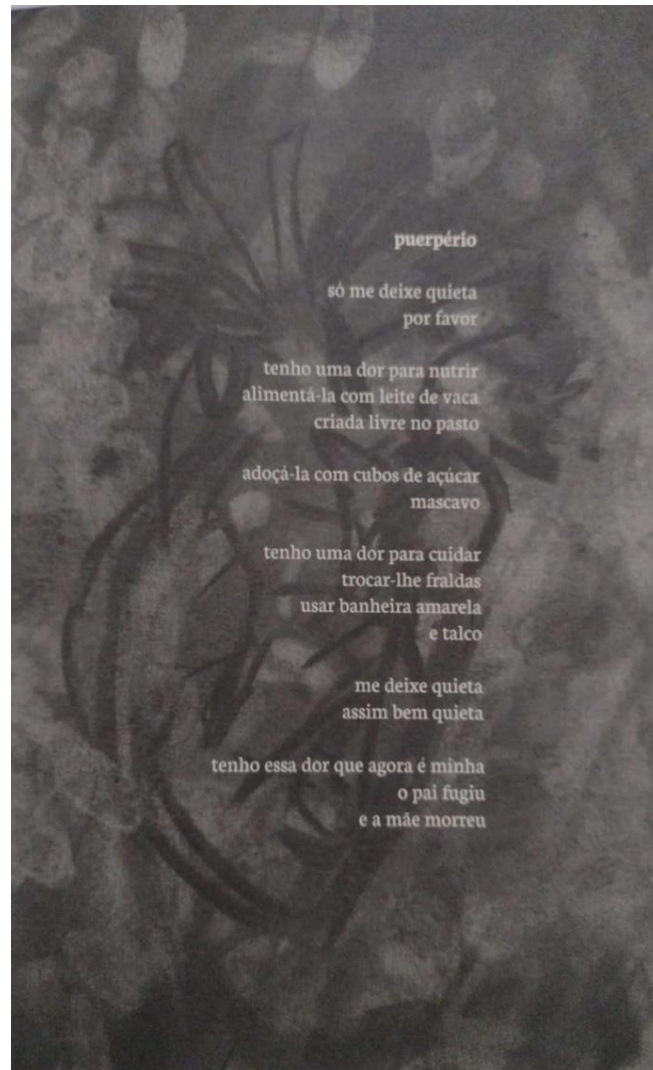 puerpério
só me deixe quieta
por favor
tenho uma dor para nutrir
alimentá-la com leite de vaca
criada livre no pasto
adoçá-la com cubos de açúcar
mascavo
tenho uma dor para cuidar
trocar-lhe fraldas
usar banheira amarela
e talco
me deixe quieta
assim bem quieta
tenho essa dor que agora é minha
o pai fugiu
e a mãe morreu